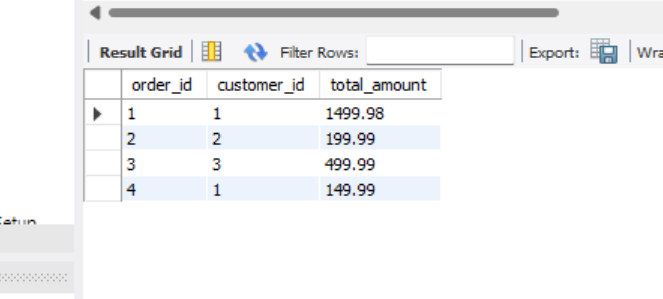 Result Grid Filter Rows: Export: Wra
order_id customer_id total_amount
1 1 1499.98
2 2 199.99
3 3 499.99
4 1 149.99